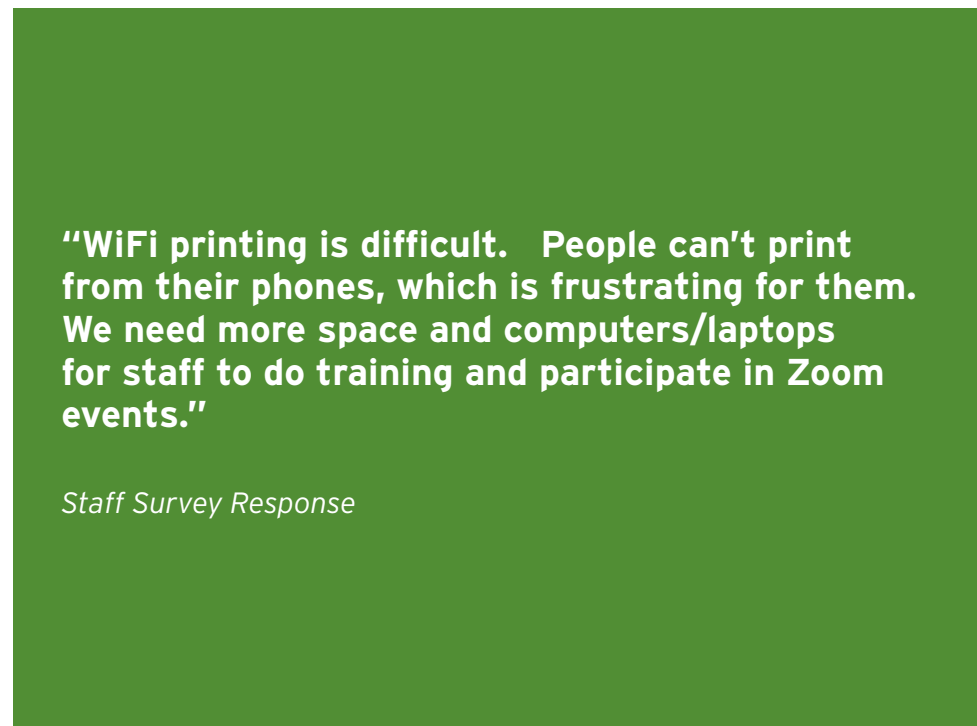 “WiFi printing is difficult.   People can’t print
from their phones, which is frustrating for them.
We need more space and computers/laptops
for staff to do training and participate in Zoom
events.”
Staff Survey Response